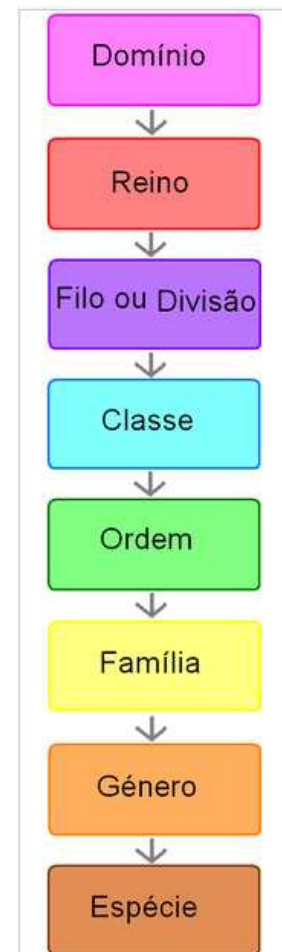 Domínio
Reino
Filo ou Divisão
Classe
Ordem
Família
Género
Espécie